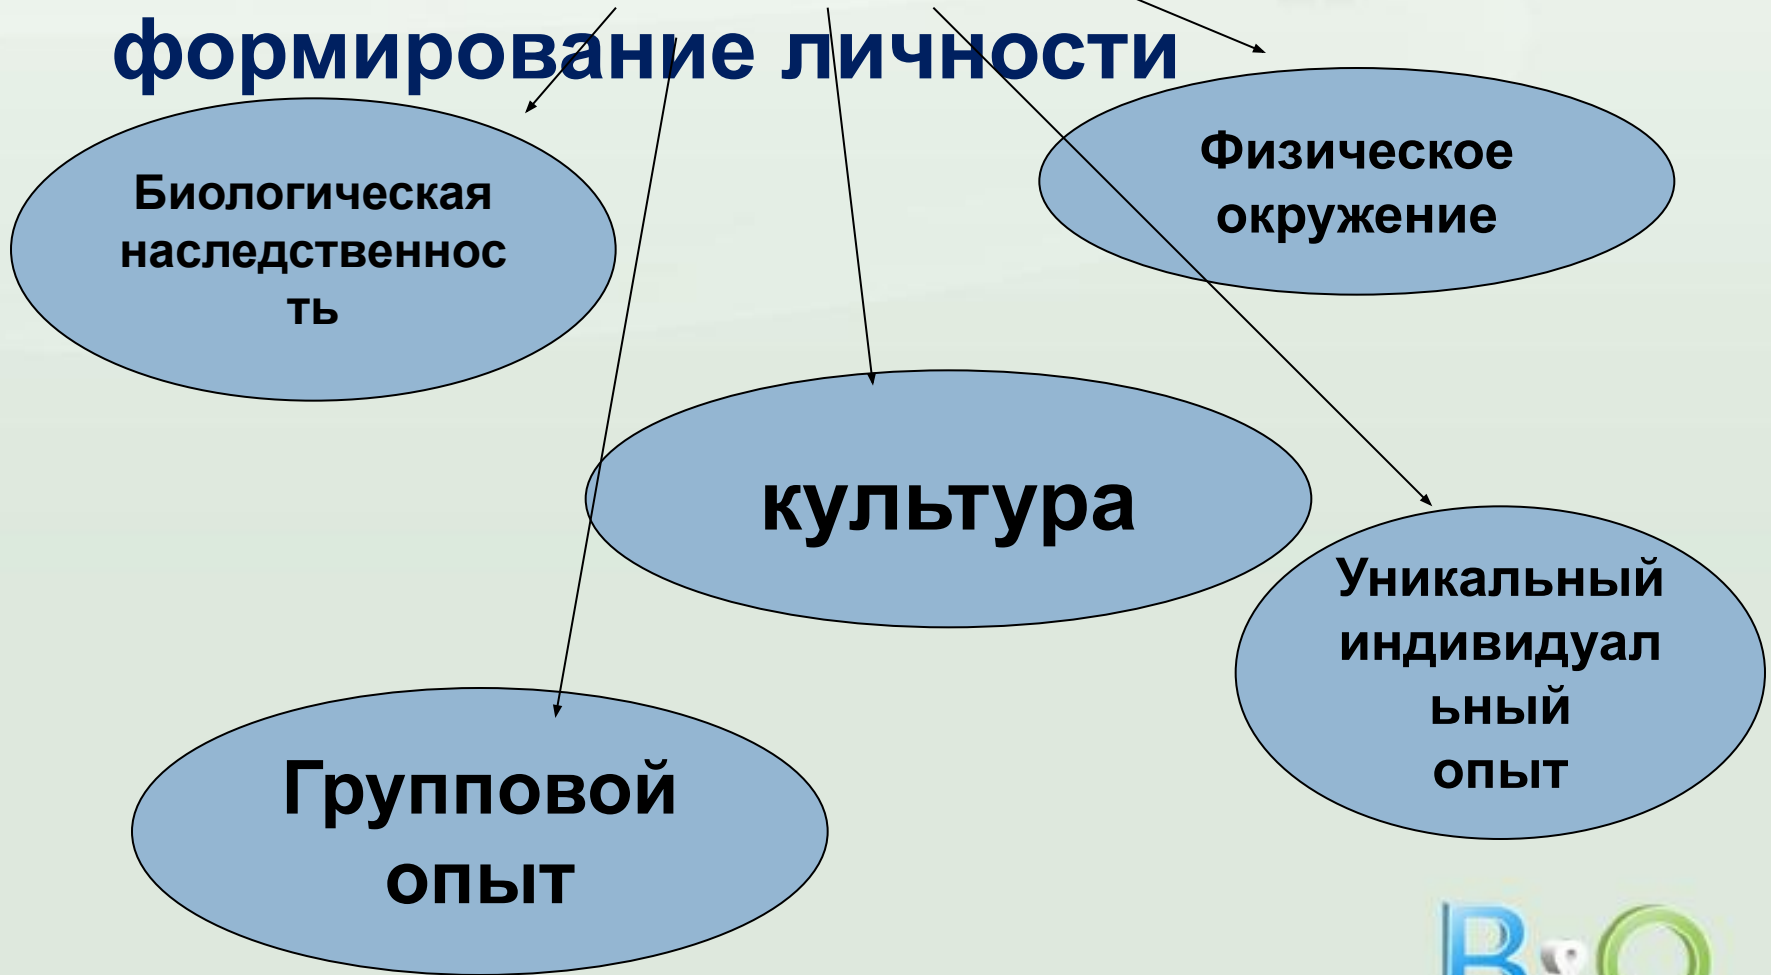 формирование личности
Биологическая
наследственнос
ть
Физическое
окружение
культура
Уникальный
индивидуал
ьный
опыт
Групповой
опыт